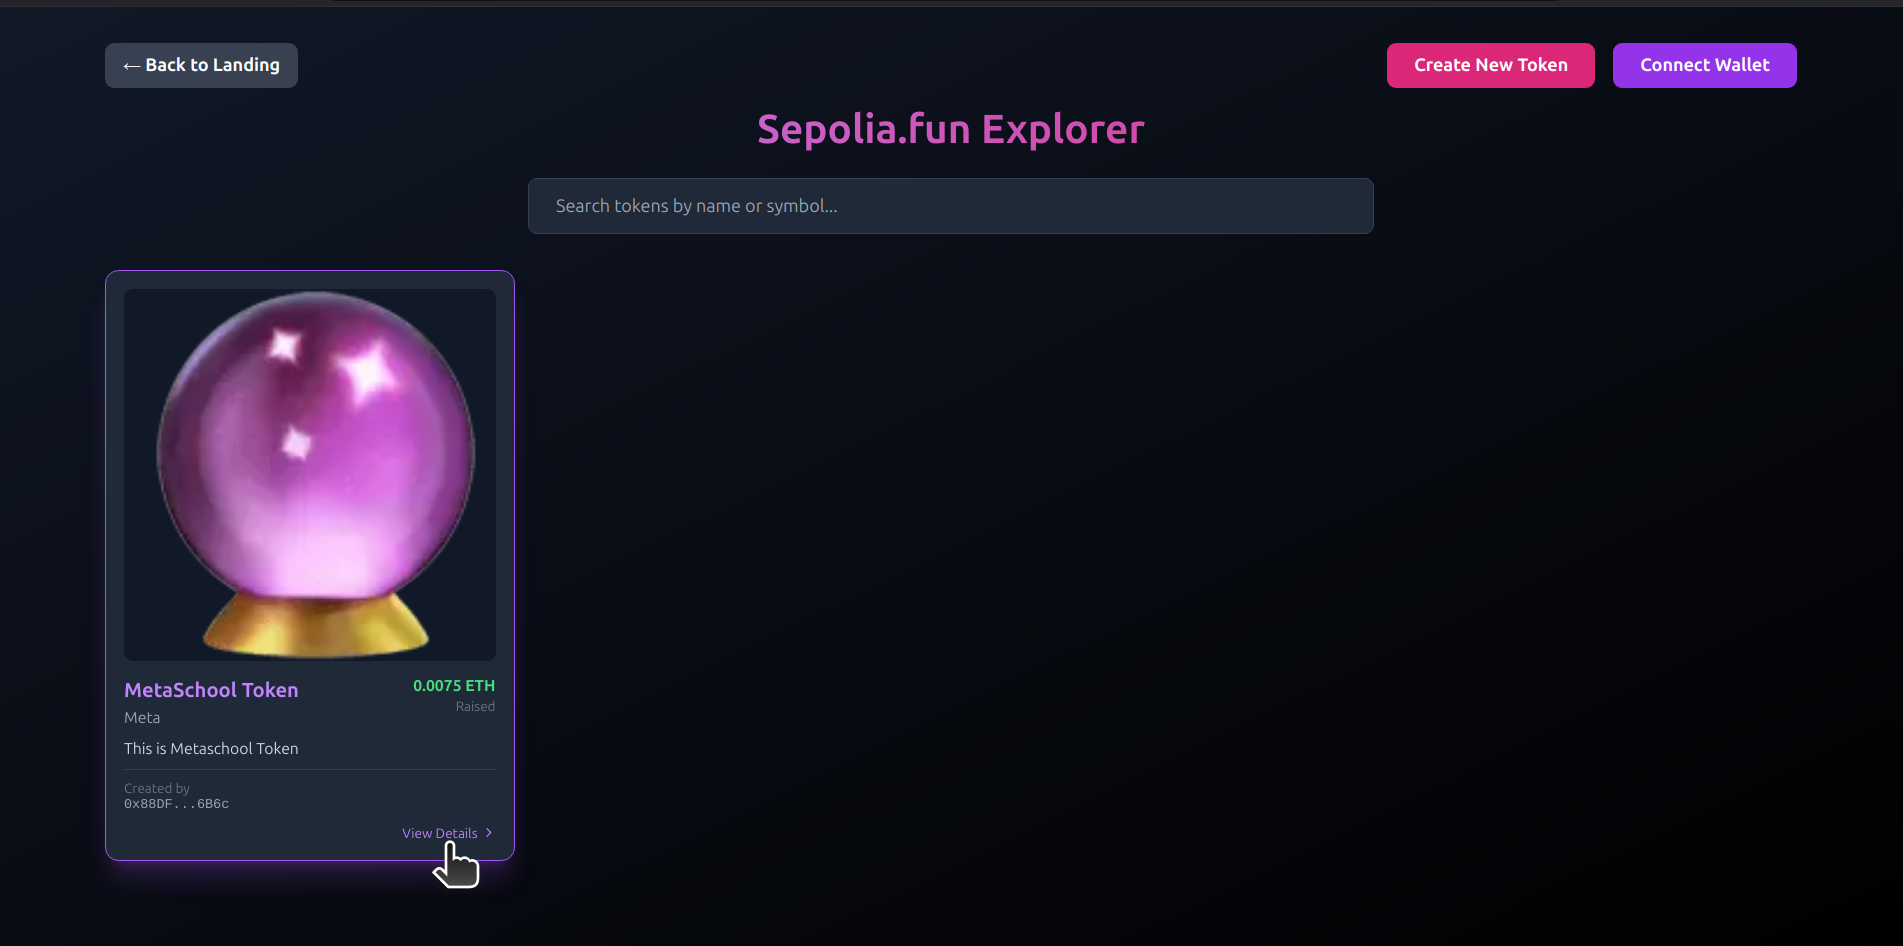 ← Back to Landing
Create New Token
Connect Wallet
Sepolia.fun Explorer
Search tokens by name or symbol...
MetaSchool Token
0.0075 ETH
Meta
Raised
This is Metaschool Token
Created by
0x88DF...6B6c
View Details >